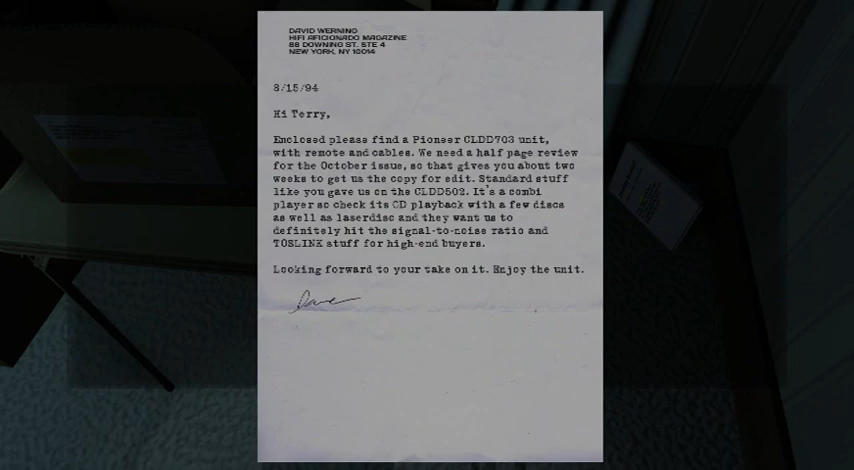 DAVID WERNING
HIFI AFICIONADO MAGAZINE
88 DOWNING ST. STE 4
NEW YORK, NY 10014
8/15/94
Hi Terry,
Enclosed please find a Pioneer CLDD703 unit,
with remote and cables. We need a half page review
for the October issue, so that gives you about two
weeks to get us the copy for edit. Standard stuff
like you gave us on the CLDD502. It's a combi
player so check its CD playback with a few discs
as well as laserdisc and they want us to
definitely hit the signal-to-noise ratio and
TOSLINK stuff for high-end buyers.
Looking forward to your take on it. Enjoy the unit.
Dave